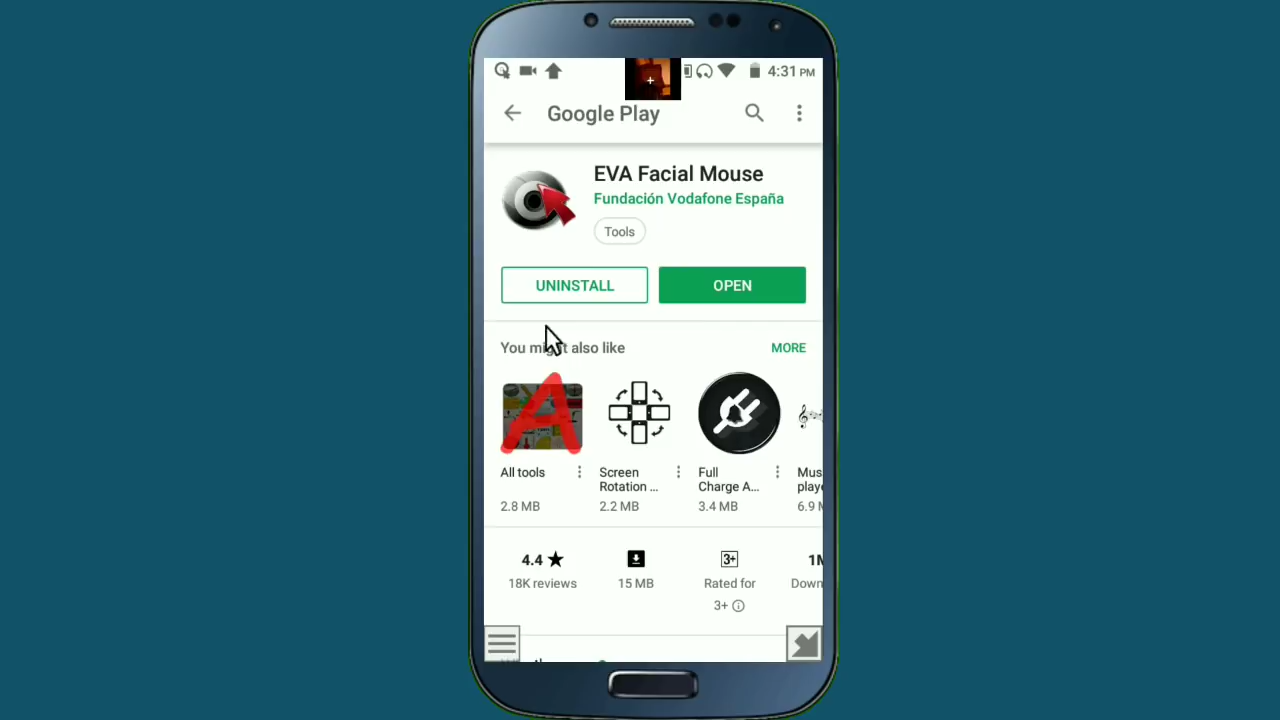 4:31 PM
Google Play
EVA Facial Mouse
Fundación Vodafone España
Tools
UNINSTALL
OPEN
You might also like
MORE
A
All tools
2.8 MB
Screen
Rotation ...
2.2 MB
Full
Charge A...
3.4 MB
Mus
play
6.9
4.4 ★
18K reviews
15 MB
3+
Rated for
3+
1M
Down